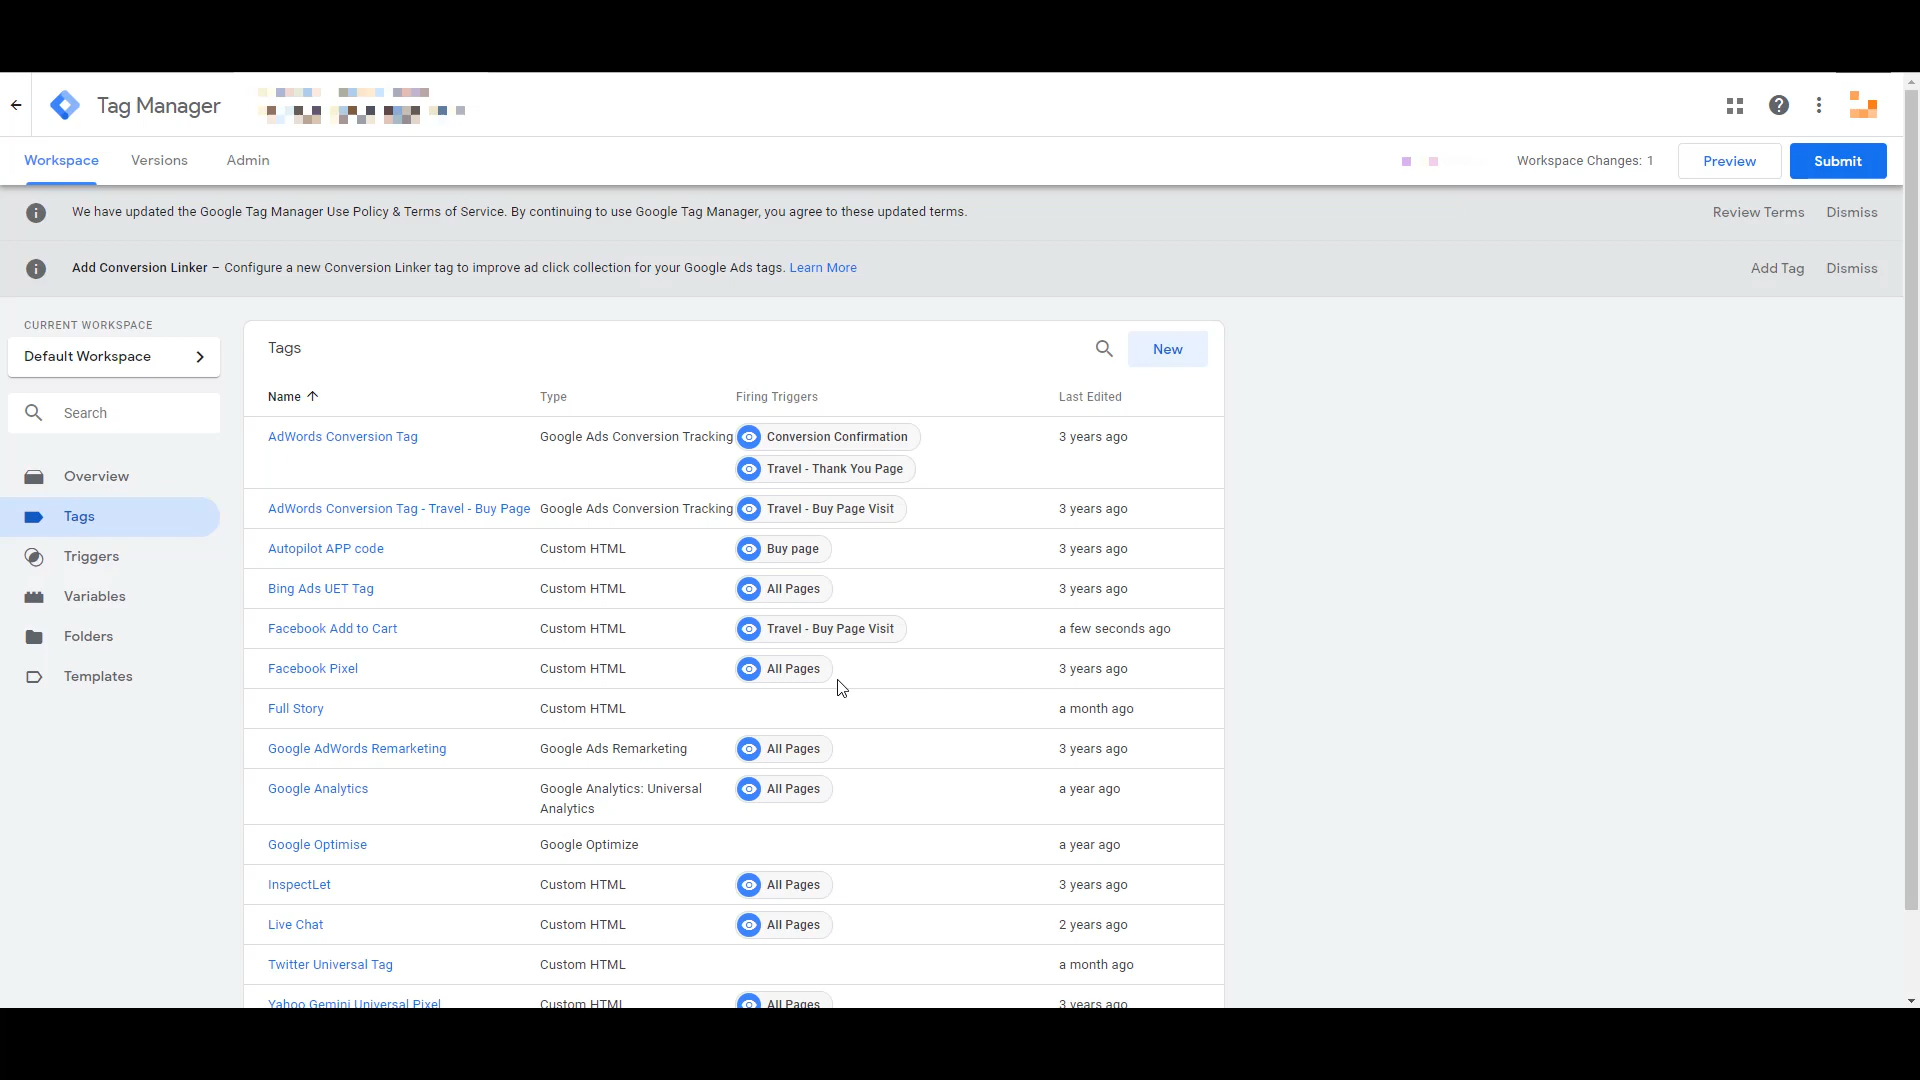 Tag Manager
Workspace Versions Admin Workspace Changes: 1 Preview Submit
We have updated the Google Tag Manager Use Policy & Terms of Service. By continuing to use Google Tag Manager, you agree to these updated terms. Review Terms Dismiss
Add Conversion Linker – Configure a new Conversion Linker tag to improve ad click collection for your Google Ads tags. Learn More Add Tag Dismiss
CURRENT WORKSPACE
Default Workspace
Search
Overview
Tags
Triggers
Variables
Folders
Templates
Tags New
Name Type Firing Triggers Last Edited
AdWords Conversion Tag Google Ads Conversion Tracking Conversion Confirmation 3 years ago
Travel - Thank You Page
AdWords Conversion Tag - Travel - Buy Page Google Ads Conversion Tracking Travel - Buy Page Visit 3 years ago
Autopilot APP code Custom HTML Buy page 3 years ago
Bing Ads UET Tag Custom HTML All Pages 3 years ago
Facebook Add to Cart Custom HTML Travel - Buy Page Visit a few seconds ago
Facebook Pixel Custom HTML All Pages 3 years ago
Full Story Custom HTML a month ago
Google AdWords Remarketing Google Ads Remarketing All Pages 3 years ago
Google Analytics Google Analytics: Universal All Pages a year ago
Analytics
Google Optimise Google Optimize a year ago
InspectLet Custom HTML All Pages 3 years ago
Live Chat Custom HTML All Pages 2 years ago
Twitter Universal Tag Custom HTML a month ago
Yahoo Gemini Universal Pixel Custom HTML All Pages 3 years ago